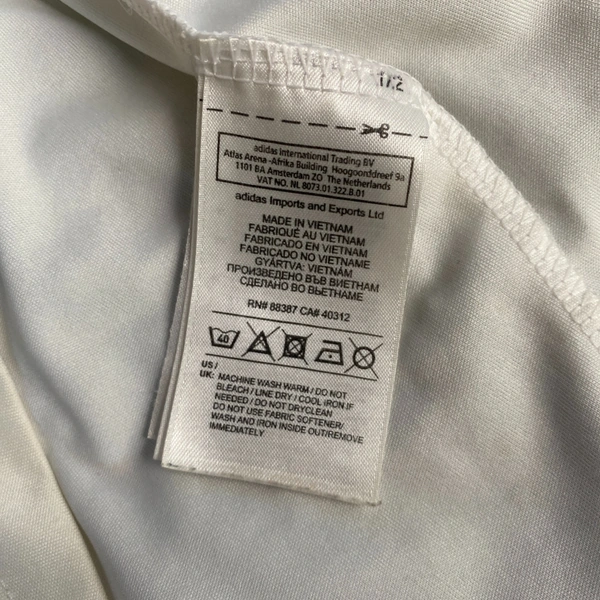 17.2
adidas International Trading BV
Atlas Arena-Afrika Building Hoogoorddreef 9a
1101 BA Amsterdam ZO The Netherlands
VAT NO. NL 8073.01.322.B.01
adidas Imports and Exports Ltd
MADE IN VIETNAM
FABRIQUÉ AU VIETNAM
FABRICADO EN VIETNAM
FABRICADO NO VIETNAME
GYÁRTVA: VIETNÁM
ПРОИЗВЕДЕНО ВЪВ ВИЕТНАМ
СДЕЛАНО ВО ВЬЕТНАМЕ
RN# 88387 CA# 40312
40
US /
UK: MACHINE WASH WARM / DO NOT
BLEACH / LINE DRY / COOL IRON IF
NEEDED / DO NOT DRYCLEAN
DO NOT USE FABRIC SOFTENER/
WASH AND IRON INSIDE OUT/REMOVE
IMMEDIATELY